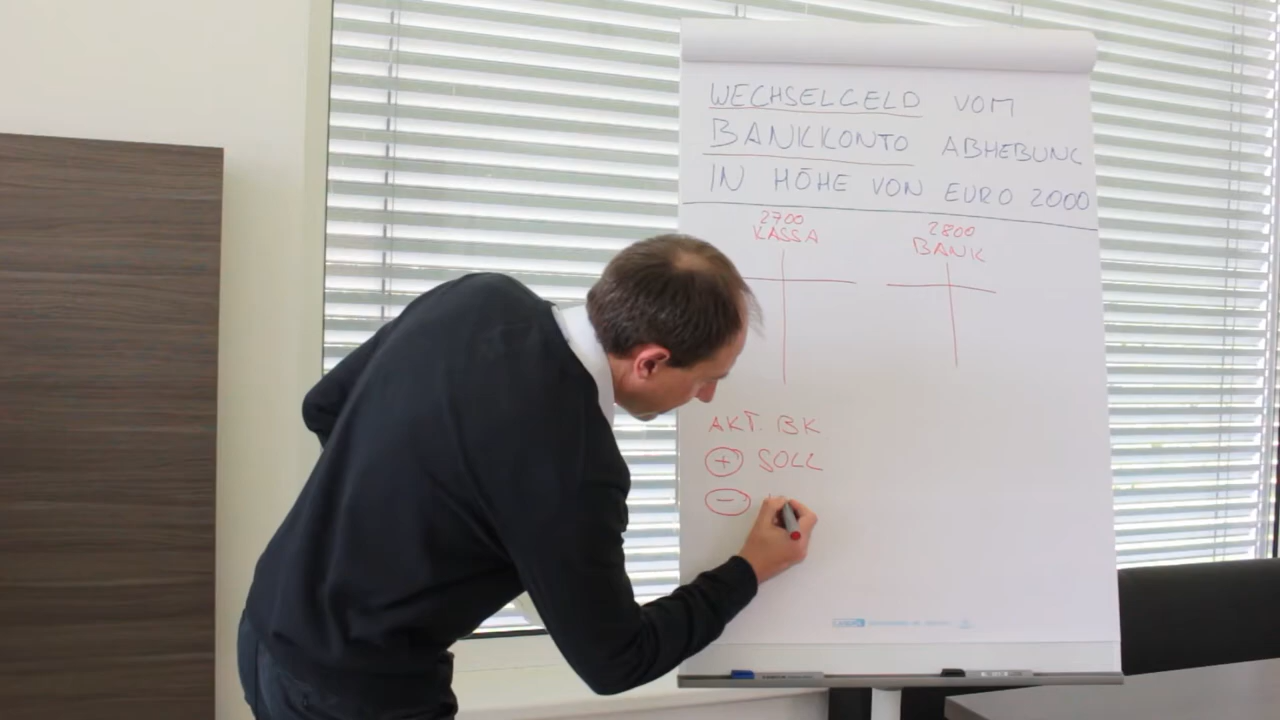 WECHSELGELD VOM
BANKKONTO ABHEBUNG
IN HÖHE VON EURO 2000
2700
KASSA
2800
BANK
AKT. BK
+ SOLL
-